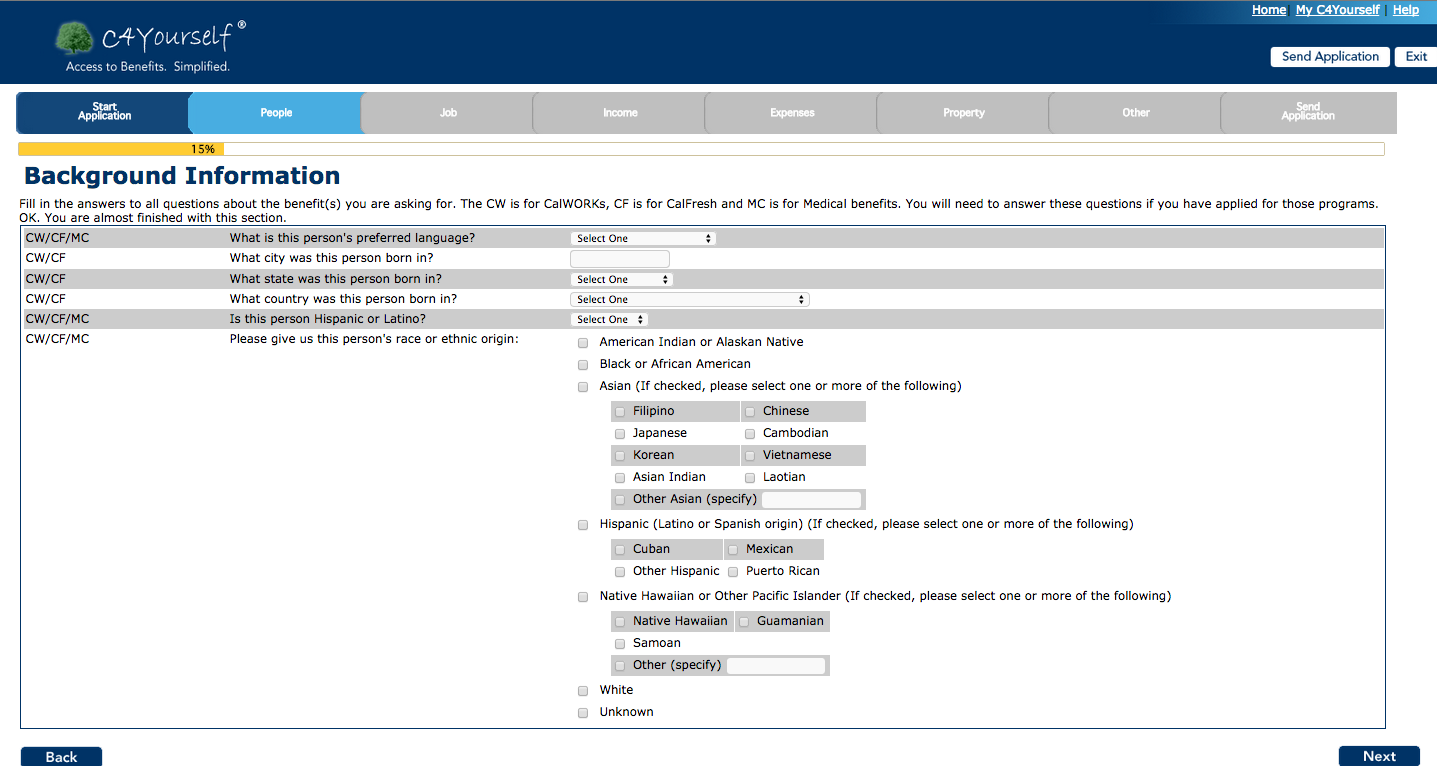 Home | My C4Yourself | Help
C4Yourself®
Access to Benefits. Simplified.
Send Application Exit
Start Application People Job Income Expenses Property Other Send Application
15%
Background Information
Fill in the answers to all questions about the benefit(s) you are asking for. The CW is for CalWORKs, CF is for CalFresh and MC is for Medical benefits. You will need to answer these questions if you have applied for those programs.
OK. You are almost finished with this section.
CW/CF/MC What is this person's preferred language? Select One
CW/CF What city was this person born in?
CW/CF What state was this person born in? Select One
CW/CF What country was this person born in? Select One
CW/CF/MC Is this person Hispanic or Latino? Select One
CW/CF/MC Please give us this person's race or ethnic origin:
American Indian or Alaskan Native
Black or African American
Asian (If checked, please select one or more of the following)
Filipino Chinese
Japanese Cambodian
Korean Vietnamese
Asian Indian Laotian
Other Asian (specify)
Hispanic (Latino or Spanish origin) (If checked, please select one or more of the following)
Cuban Mexican
Other Hispanic Puerto Rican
Native Hawaiian or Other Pacific Islander (If checked, please select one or more of the following)
Native Hawaiian Guamanian
Samoan
Other (specify)
White
Unknown
Back Next